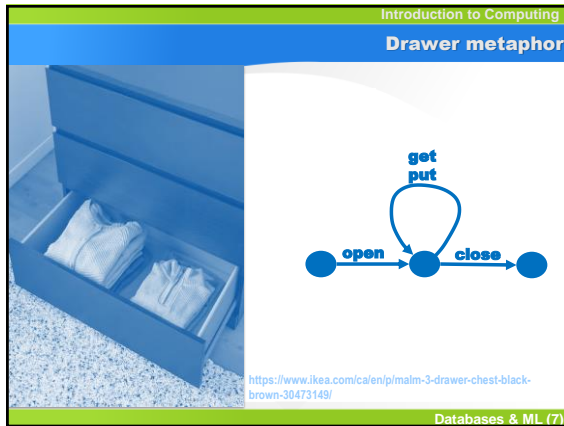 Introduction to Computing
Drawer metaphor
get
put
open
close
https://www.ikea.com/ca/en/p/malm-3-drawer-chest-black-
brown-30473149/
Databases & ML (7)